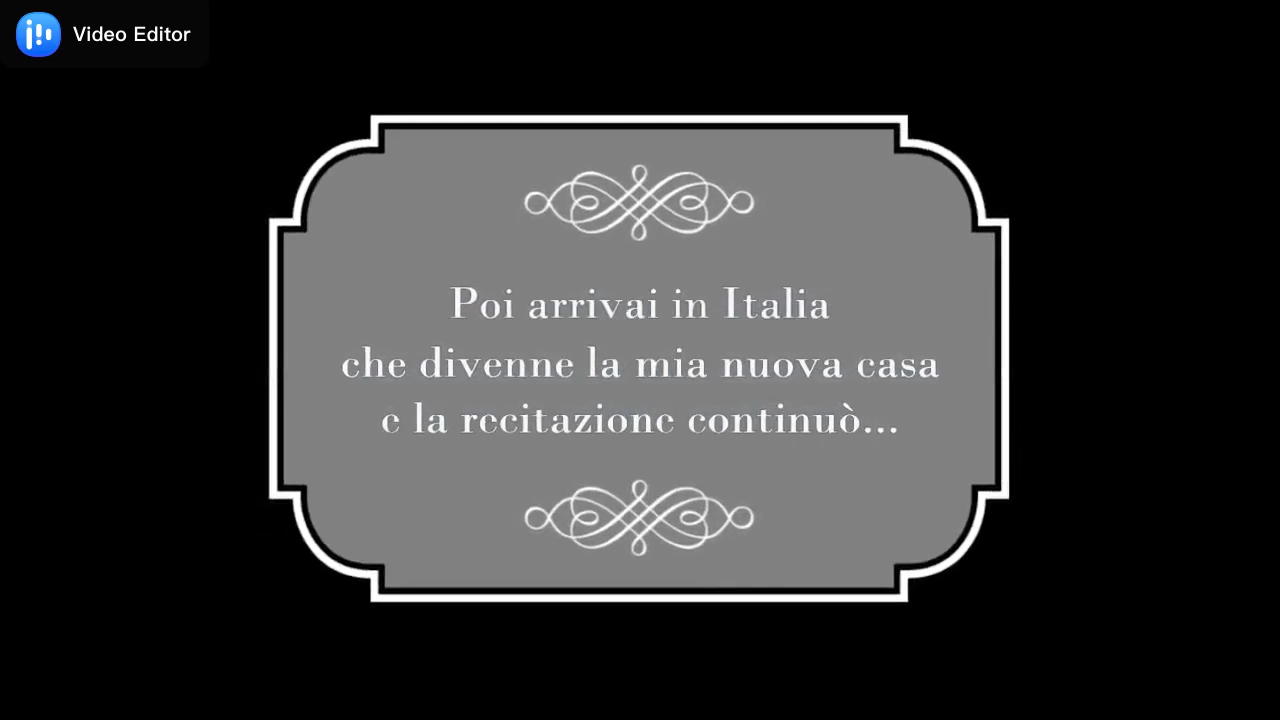 Video Editor
Poi arrivai in Italia
che divenne la mia nuova casa
e la recitazione continuò...